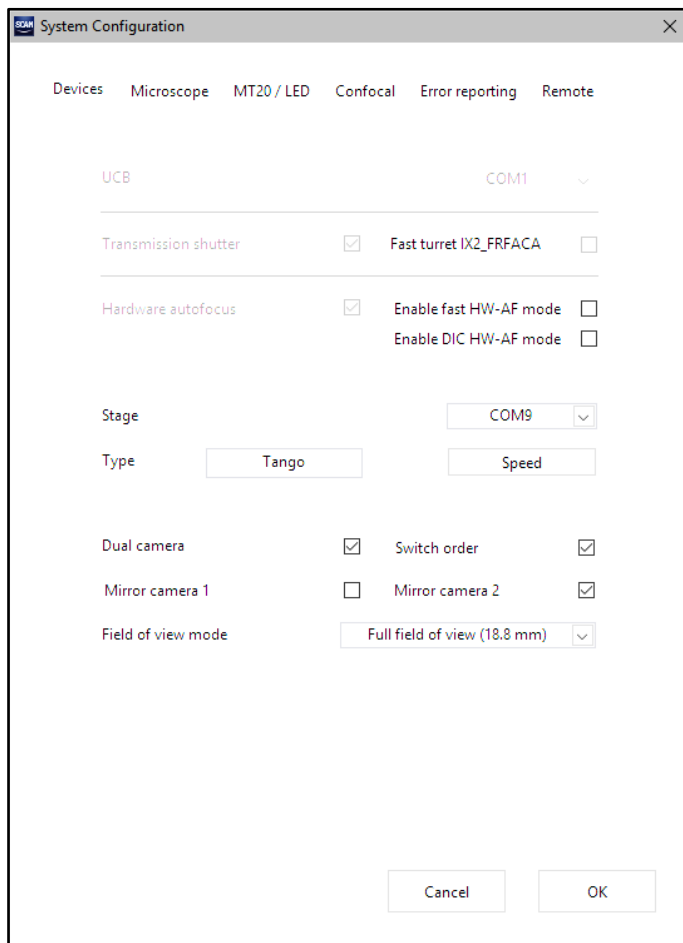 SCAN System Configuration
Devices Microscope MT20 / LED Confocal Error reporting Remote
UCB COM1
Transmission shutter Fast turret IX2_FRFACA
Hardware autofocus Enable fast HW-AF mode
Enable DIC HW-AF mode
Stage COM9
Type Tango Speed
Dual camera Switch order
Mirror camera 1 Mirror camera 2
Field of view mode Full field of view (18.8 mm)
Cancel OK